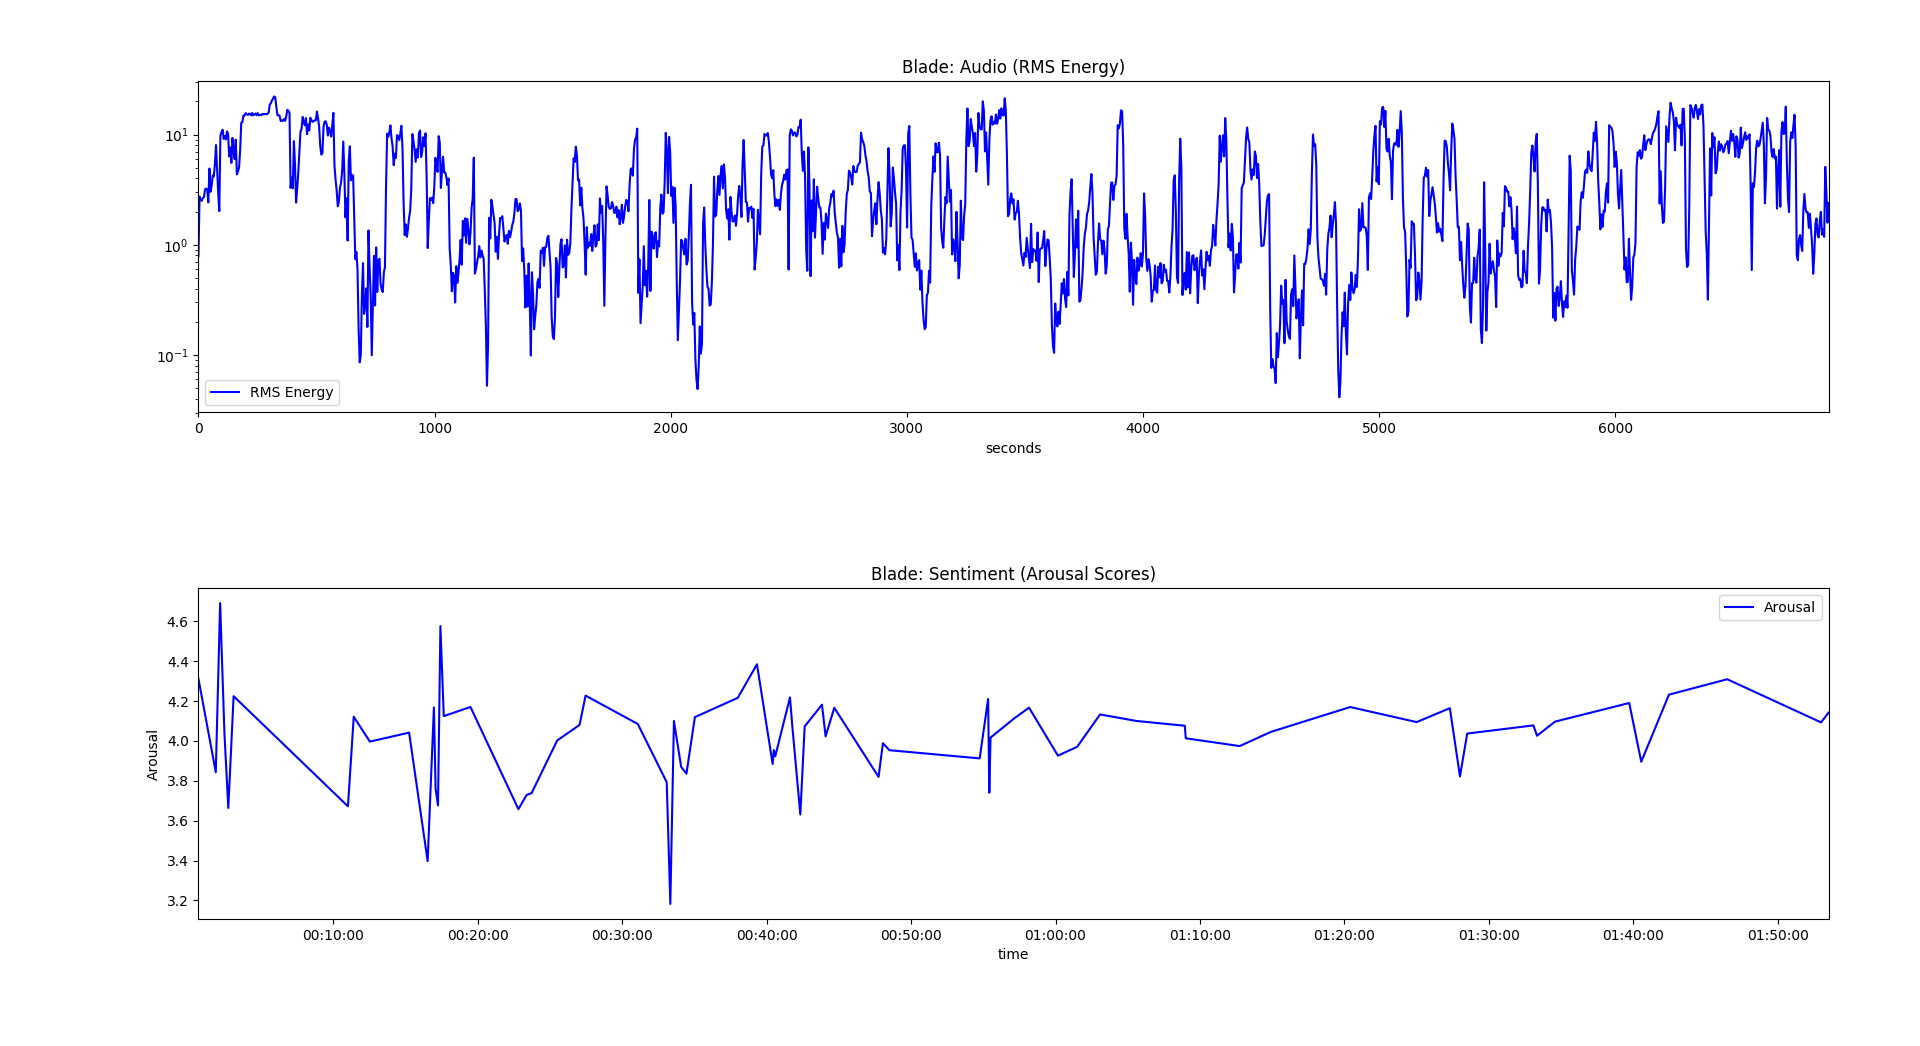 Blade: Audio (RMS Energy)
10¹
10⁰
10⁻¹
RMS Energy
0 1000 2000 3000 4000 5000 6000
seconds
Blade: Sentiment (Arousal Scores)
Arousal
4.6
4.4
4.2
4.0
3.8
3.6
3.4
3.2
Arousal
00:10:00 00:20:00 00:30:00 00:40:00 00:50:00 01:00:00 01:10:00 01:20:00 01:30:00 01:40:00 01:50:00
time